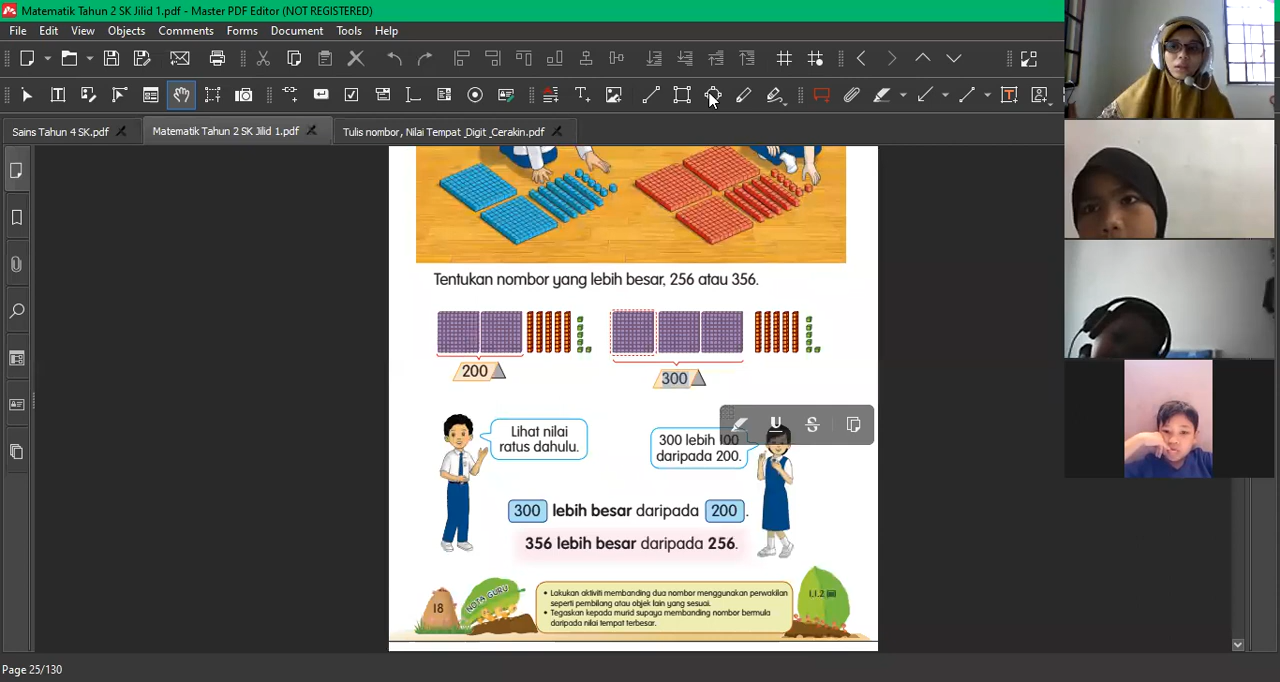 Matematik Tahun 2 SK Jilid 1.pdf - Master PDF Editor (NOT REGISTERED)
File Edit View Objects Comments Forms Document Tools Help
Sains Tahun 4 SK.pdf Matematik Tahun 2 SK Jilid 1.pdf Tulis nombor, Nilai Tempat ,Digit ,Cerakin.pdf
Tentukan nombor yang lebih besar, 256 atau 356.
200
300
Lihat nilai
ratus dahulu.
300 lebih 100
daripada 200.
300 lebih besar daripada 200.
356 lebih besar daripada 256.
18
NOTA GURU
• Lakukan aktiviti membanding dua nombor menggunakan perwakilan
seperti pembilang atau objek lain yang sesuai.
• Tegaskan kepada murid supaya membanding nombor bermula
daripada nilai tempat terbesar.
1.1.2
Page 25/130